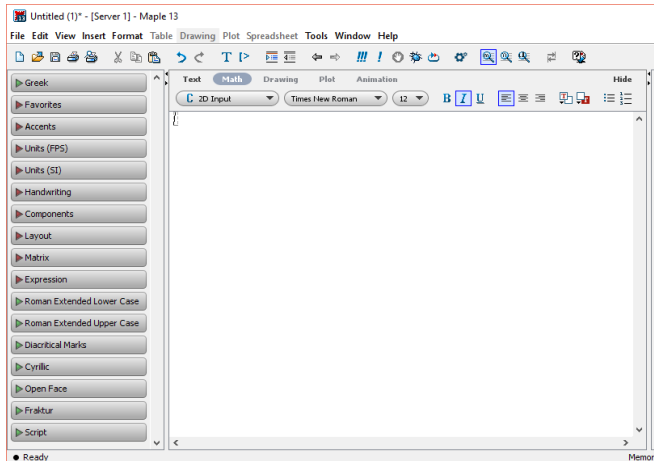 Untitled (1)* - [Server 1] - Maple 13
File Edit View Insert Format Table Drawing Plot Spreadsheet Tools Window Help
Text Math Drawing Plot Animation Hide
C 2D Input Times New Roman 12 B I U
Greek
Favorites
Accents
Units (FPS)
Units (SI)
Handwriting
Components
Layout
Matrix
Expression
Roman Extended Lower Case
Roman Extended Upper Case
Diacritical Marks
Cyrillic
Open Face
Fraktur
Script
Ready Memor